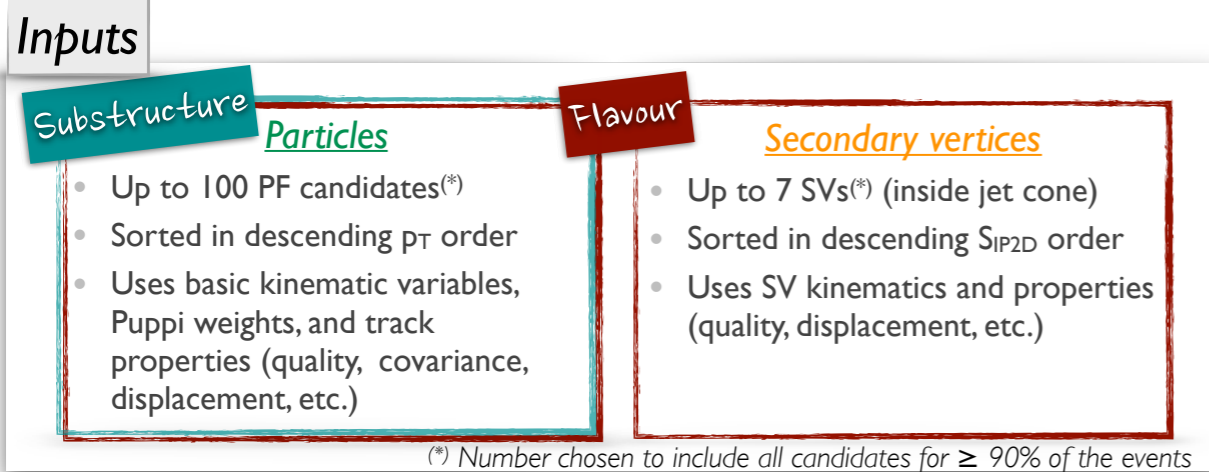 Inputs
Substructure
Particles
• Up to 100 PF candidates(*)
• Sorted in descending pT order
• Uses basic kinematic variables,
Puppi weights, and track
properties (quality, covariance,
displacement, etc.)
Flavour
Secondary vertices
• Up to 7 SVs(*) (inside jet cone)
• Sorted in descending SIP2D order
• Uses SV kinematics and properties
(quality, displacement, etc.)
(*) Number chosen to include all candidates for ≥ 90% of the events